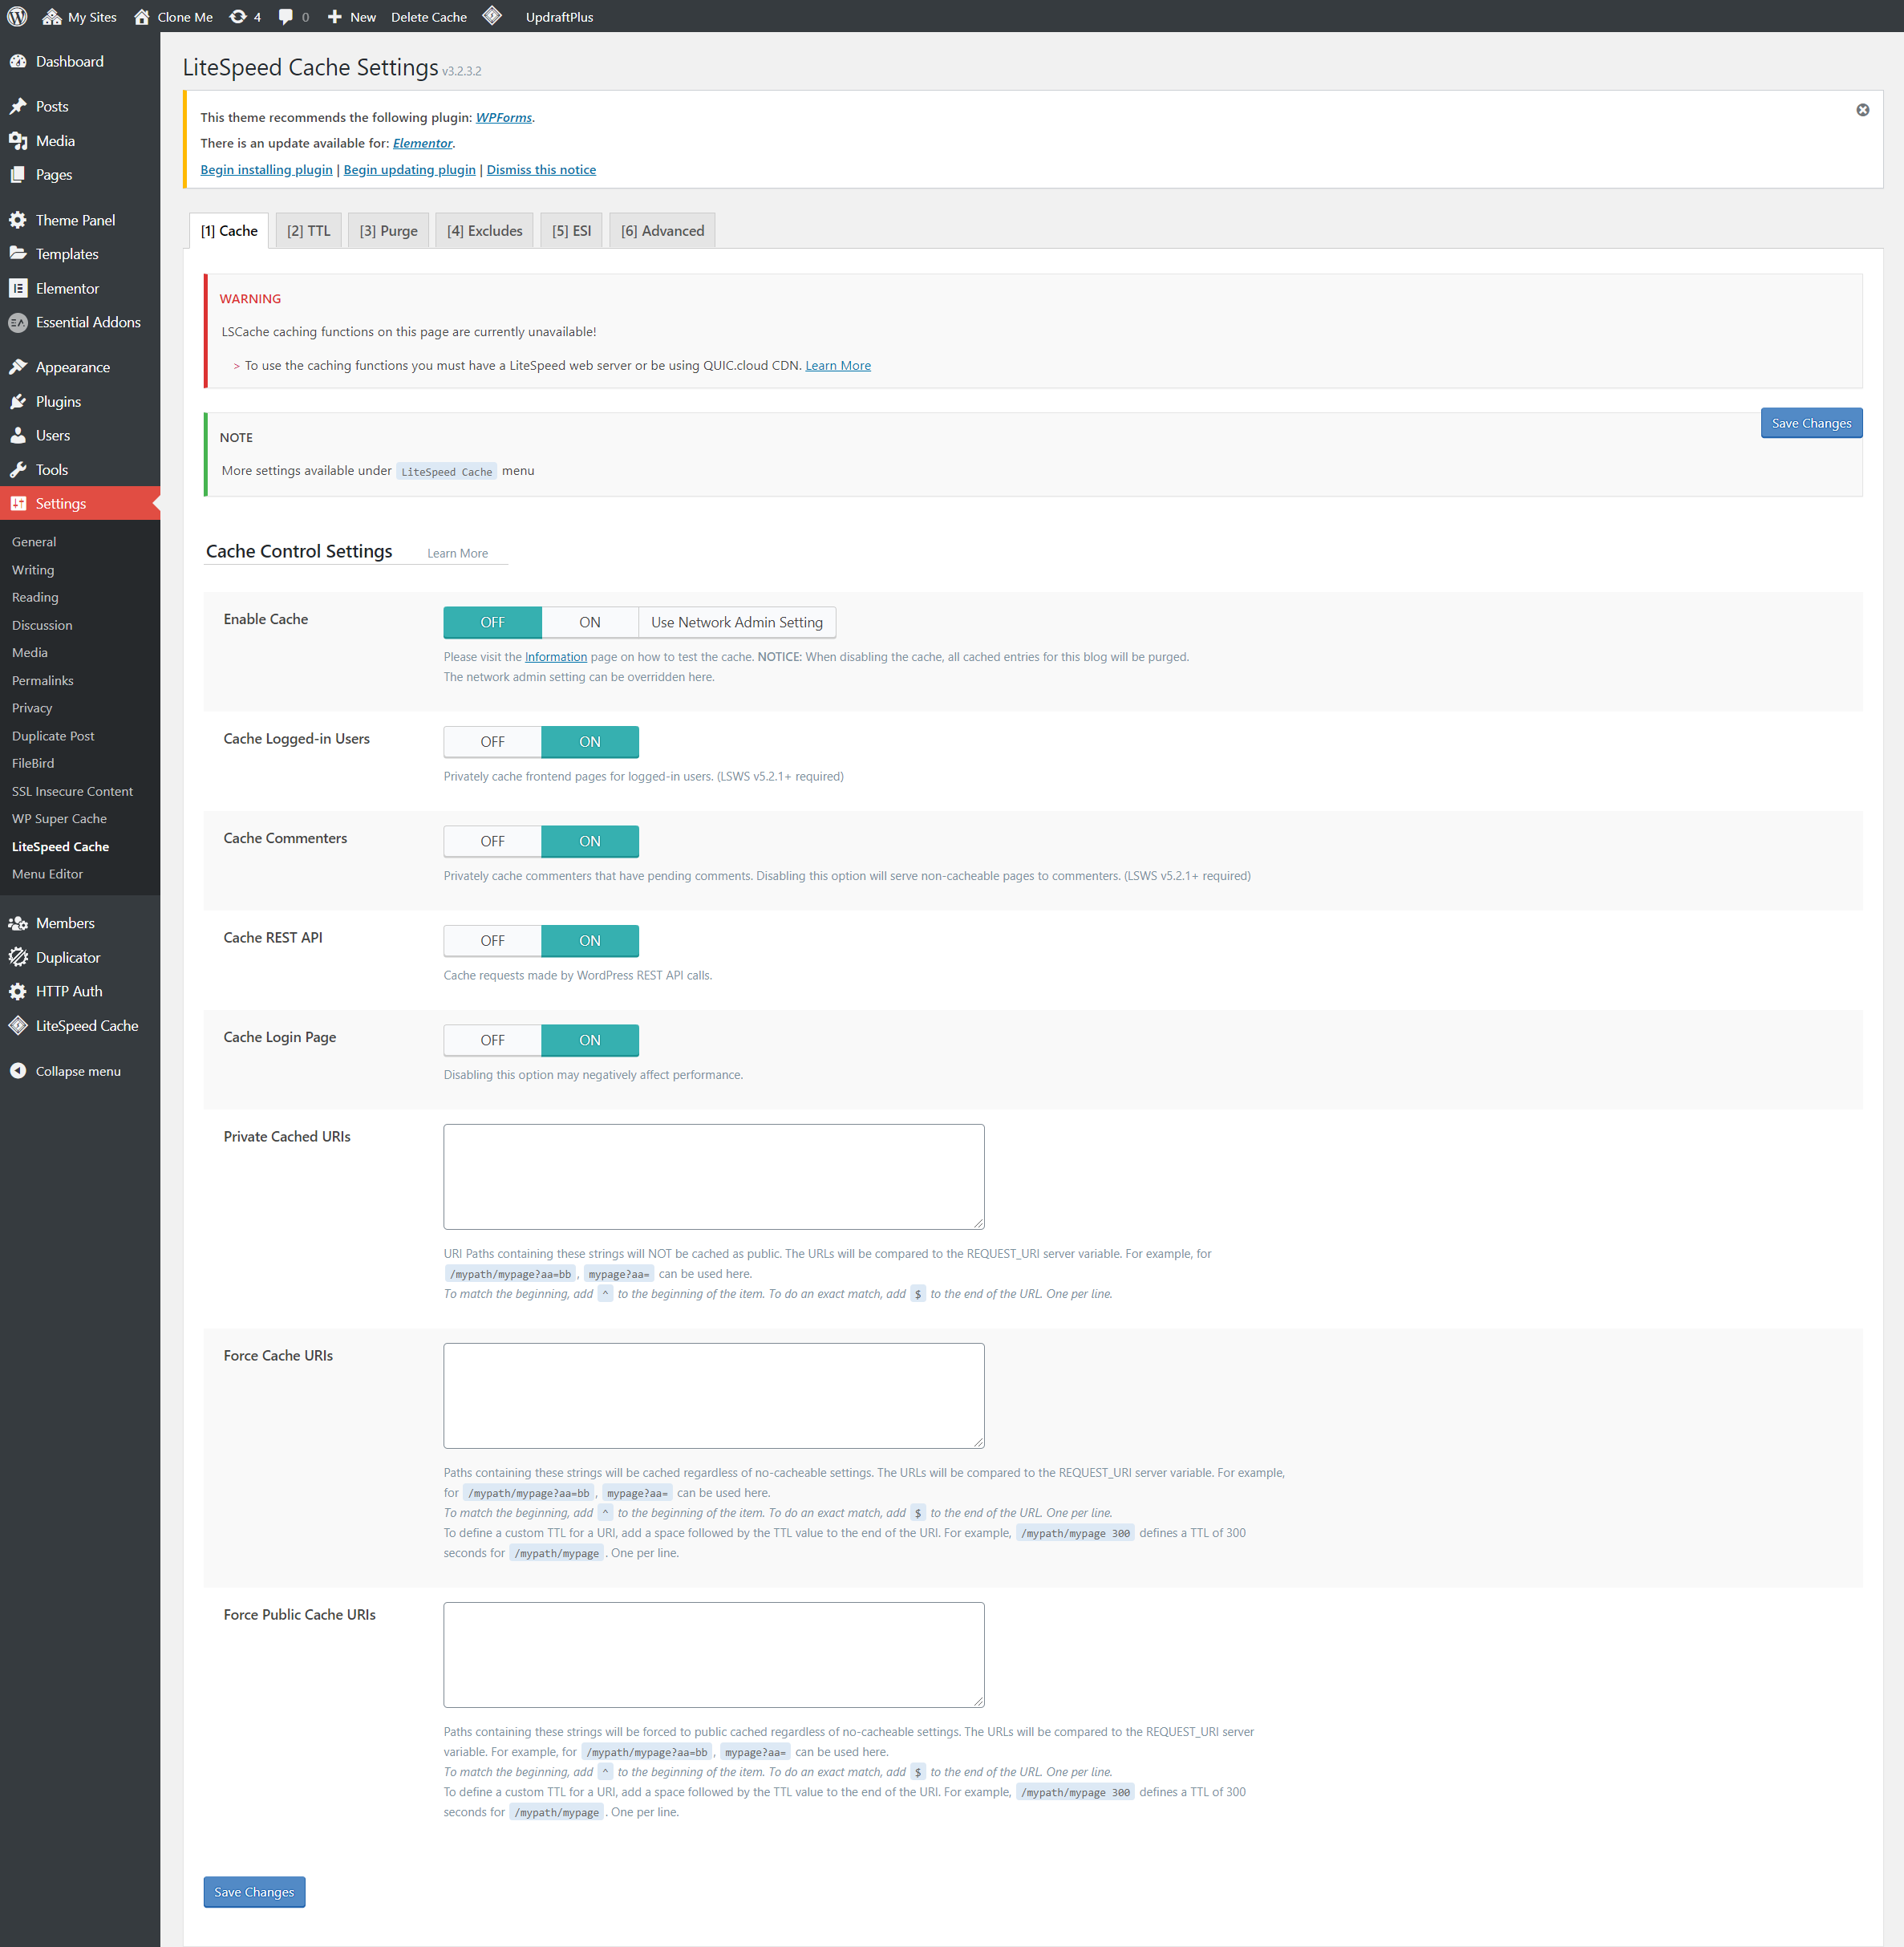 My Sites Clone Me 4 0 New Delete Cache UpdraftPlus
Dashboard
Posts
Media
Pages
Theme Panel
Templates
Elementor
Essential Addons
Appearance
Plugins
Users
Tools
Settings
General
Writing
Reading
Discussion
Media
Permalinks
Privacy
Duplicate Post
FileBird
SSL Insecure Content
WP Super Cache
LiteSpeed Cache
Menu Editor
Members
Duplicator
HTTP Auth
LiteSpeed Cache
Collapse menu
LiteSpeed Cache Settings v3.2.3.2
This theme recommends the following plugin: WPForms.
There is an update available for: Elementor.
Begin installing plugin | Begin updating plugin | Dismiss this notice
[1] Cache [2] TTL [3] Purge [4] Excludes [5] ESI [6] Advanced
WARNING
LSCache caching functions on this page are currently unavailable!
> To use the caching functions you must have a LiteSpeed web server or be using QUIC.cloud CDN. Learn More
Save Changes
NOTE
More settings available under LiteSpeed Cache menu
Cache Control Settings Learn More
Enable Cache OFF ON Use Network Admin Setting
Please visit the Information page on how to test the cache. NOTICE: When disabling the cache, all cached entries for this blog will be purged.
The network admin setting can be overridden here.
Cache Logged-in Users OFF ON
Privately cache frontend pages for logged-in users. (LSWS v5.2.1+ required)
Cache Commenters OFF ON
Privately cache commenters that have pending comments. Disabling this option will serve non-cacheable pages to commenters. (LSWS v5.2.1+ required)
Cache REST API OFF ON
Cache requests made by WordPress REST API calls.
Cache Login Page OFF ON
Disabling this option may negatively affect performance.
Private Cached URIs
URI Paths containing these strings will NOT be cached as public. The URLs will be compared to the REQUEST_URI server variable. For example, for
/mypath/mypage?aa=bb, mypage?aa= can be used here.
To match the beginning, add ^ to the beginning of the item. To do an exact match, add $ to the end of the URL. One per line.
Force Cache URIs
Paths containing these strings will be cached regardless of no-cacheable settings. The URLs will be compared to the REQUEST_URI server variable. For example,
for /mypath/mypage?aa=bb, mypage?aa= can be used here.
To match the beginning, add ^ to the beginning of the item. To do an exact match, add $ to the end of the URL. One per line.
To define a custom TTL for a URI, add a space followed by the TTL value to the end of the URI. For example, /mypath/mypage 300 defines a TTL of 300
seconds for /mypath/mypage. One per line.
Force Public Cache URIs
Paths containing these strings will be forced to public cached regardless of no-cacheable settings. The URLs will be compared to the REQUEST_URI server
variable. For example, for /mypath/mypage?aa=bb, mypage?aa= can be used here.
To match the beginning, add ^ to the beginning of the item. To do an exact match, add $ to the end of the URL. One per line.
To define a custom TTL for a URI, add a space followed by the TTL value to the end of the URI. For example, /mypath/mypage 300 defines a TTL of 300
seconds for /mypath/mypage. One per line.
Save Changes